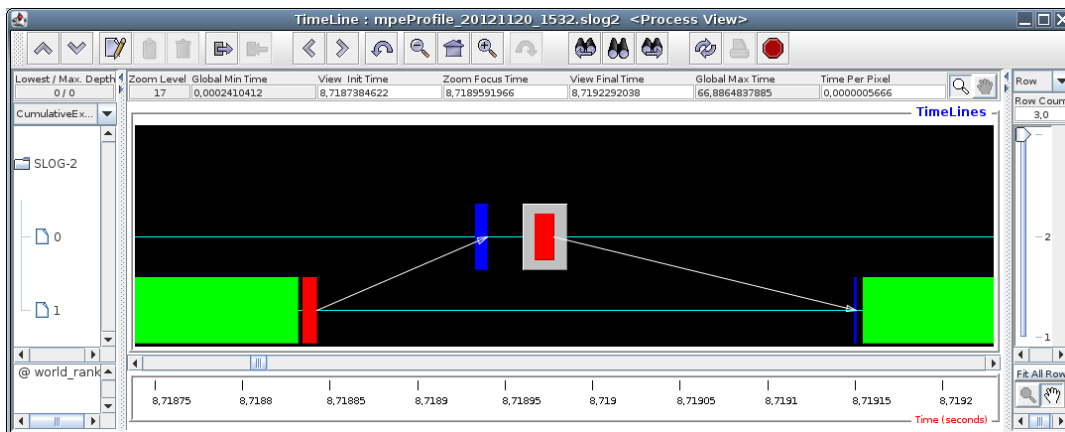 TimeLine : mpeProfile_20121120_1532.slog2 <Process View>
Lowest / Max. Depth
0 / 0
Zoom Level Global Min Time View Init Time Zoom Focus Time View Final Time Global Max Time Time Per Pixel
17 0,0002410412 8,7187384622 8,7189591966 8,7192292038 66,8864837885 0,0000005666
Row
Row Coun
3,0
CumulativeEx...
TimeLines
SLOG-2
0
1
2
1
@ world_rank
Fit All Row
8,71875 8,7188 8,71885 8,7189 8,71895 8,719 8,71905 8,7191 8,71915 8,7192
Time (seconds)